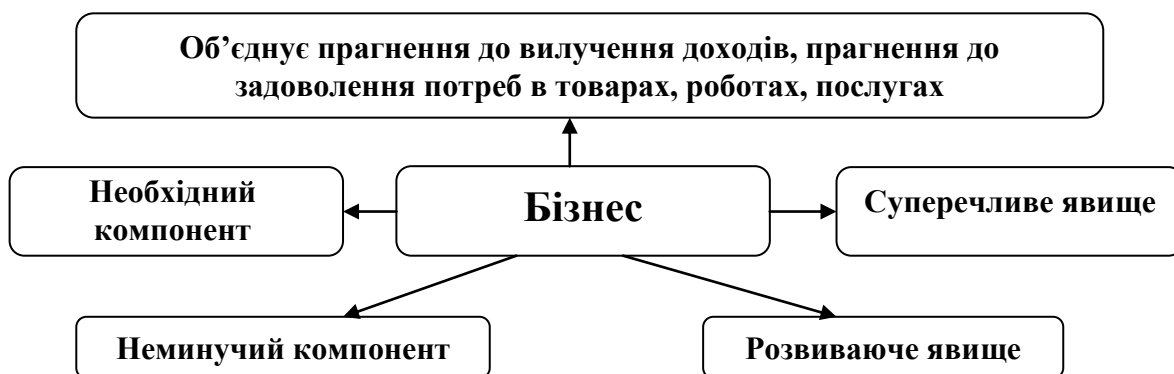 Об’єднує прагнення до вилучення доходів, прагнення до
задоволення потреб в товарах, роботах, послугах
Необхідний
компонент
Бізнес
Суперечливе явище
Неминучий компонент
Розвиваюче явище